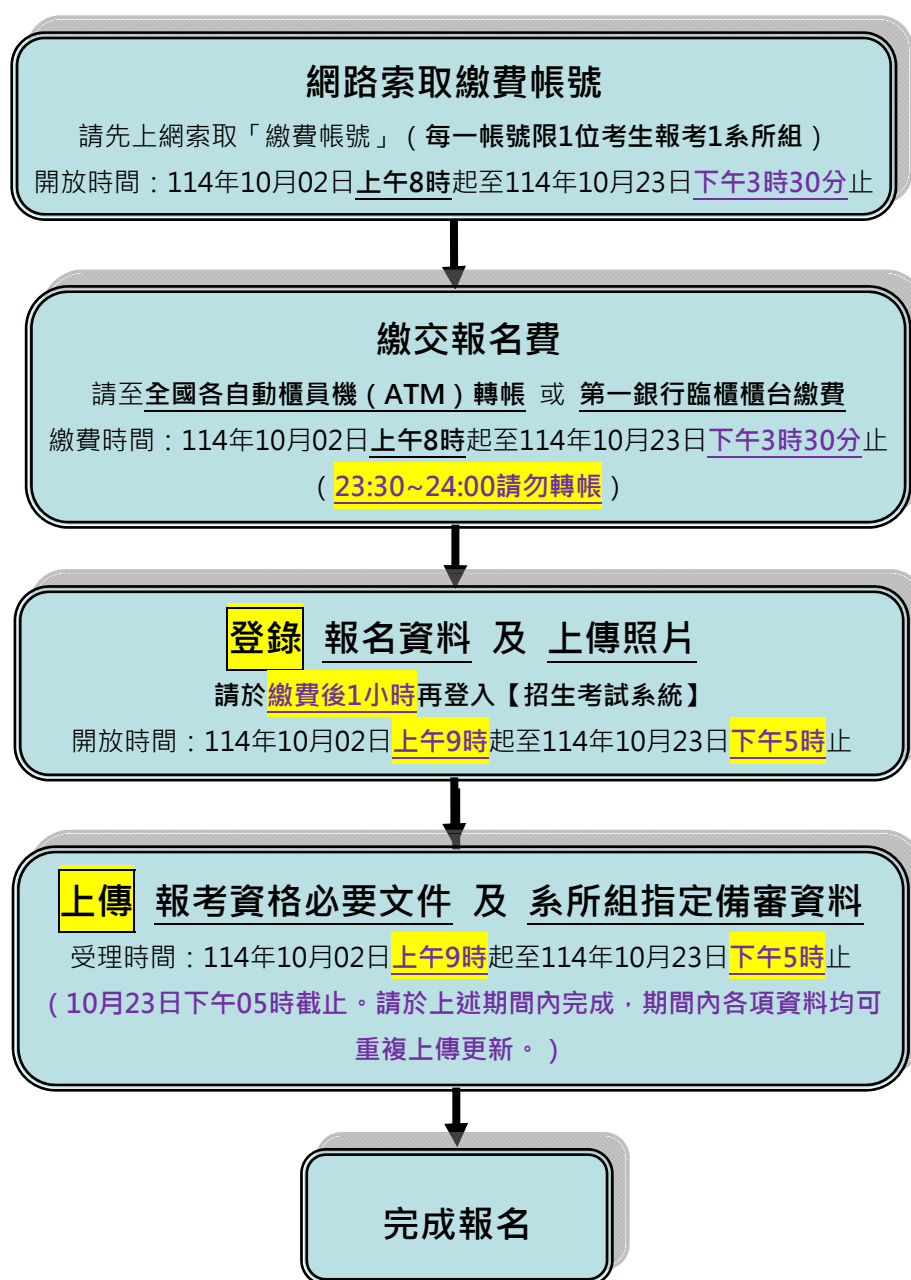 網路索取繳費帳號
請先上網索取「繳費帳號」(每一帳號限1位考生報考1系所組)
開放時間：114年10月02日上午8時起至114年10月23日下午3時30分止
繳交報名費
請至全國各自動櫃員機(ATM)轉帳 或 第一銀行臨櫃櫃台繳費
繳費時間：114年10月02日上午8時起至114年10月23日下午3時30分止
(23:30~24:00請勿轉帳)
登錄 報名資料 及 上傳照片
請於繳費後1小時再登入【招生考試系統】
開放時間：114年10月02日上午9時起至114年10月23日下午5時止
上傳 報考資格必要文件 及 系所組指定備審資料
受理時間：114年10月02日上午9時起至114年10月23日下午5時止
(10月23日下午05時截止。請於上述期間內完成，期間內各項資料均可
重複上傳更新。)
完成報名